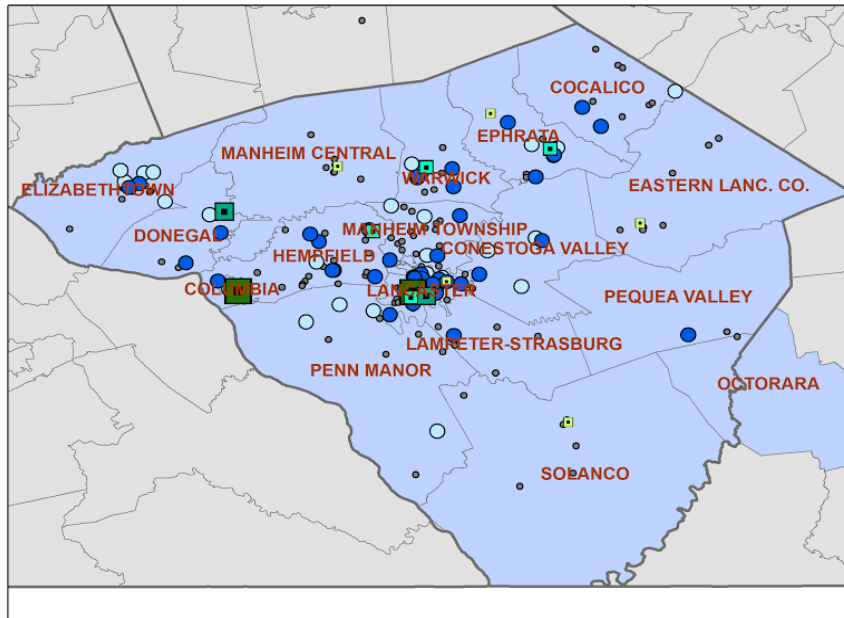 COCALICO
EPHRATA
MANHEIM CENTRAL
WARWICK
ELIZABETHTOWN
EASTERN LANC. CO.
MANHEIM TOWNSHIP
DONEGAL
CONESTOGA VALLEY
HEMPFIELD
COLUMBIA
LANCASTER
PEQUEA VALLEY
LAMPETER-STRASBURG
PENN MANOR
OCTORARA
SOLANCO